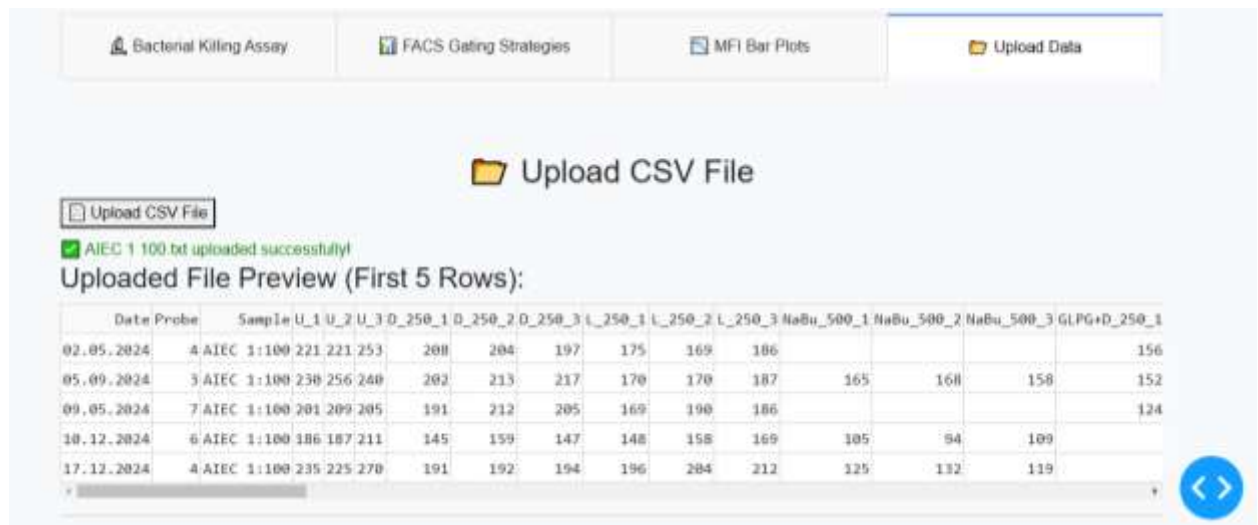 Bacterial Killing Assay FACS Gating Strategies MFI Bar Plots Upload Data
Upload CSV File
Upload CSV File
AIEC 1 100.txt uploaded successfully!
Uploaded File Preview (First 5 Rows):
Date Probe Sample U_1 U_2 U_3 D_250_1 D_250_2 D_250_3 L_250_1 L_250_2 L_250_3 NaBu_500_1 NaBu_500_2 NaBu_500_3 GLPG+D_250_1
02.05.2024 4 AIEC 1:100 221 221 253 208 204 197 175 169 186 156
05.09.2024 3 AIEC 1:100 230 256 240 202 213 217 170 170 187 165 168 158 152
09.05.2024 7 AIEC 1:100 201 209 205 191 212 205 169 190 186 124
10.12.2024 6 AIEC 1:100 186 187 211 145 159 147 148 158 169 105 94 109
17.12.2024 4 AIEC 1:100 235 225 270 191 192 194 196 204 212 125 132 119